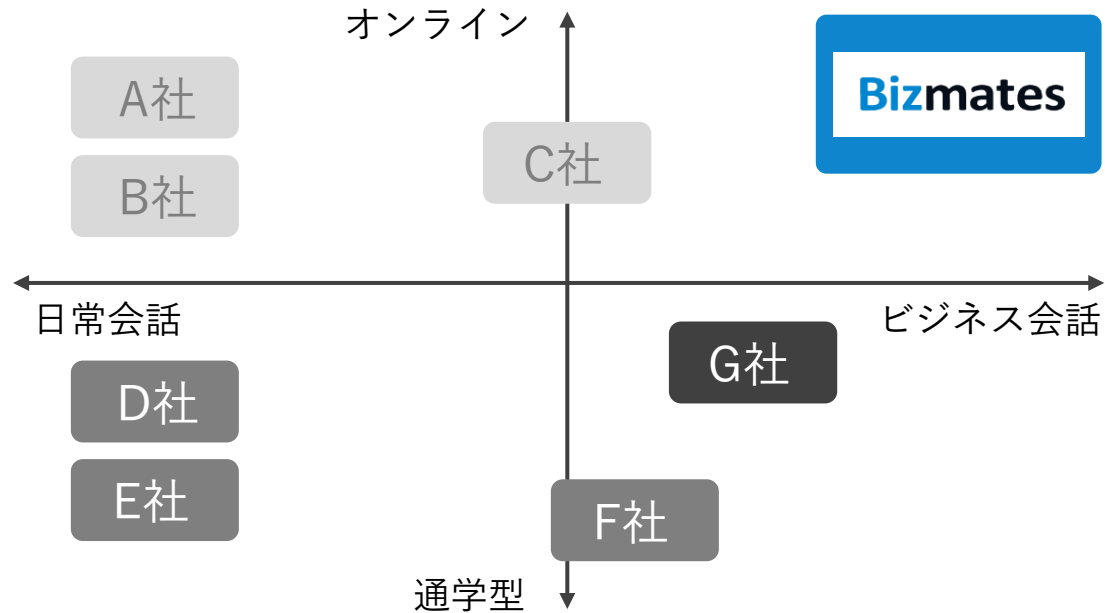 オンライン
Bizmates
A社
C社
B社
日常会話
ビジネス会話
G社
D社
E社
F社
通学型